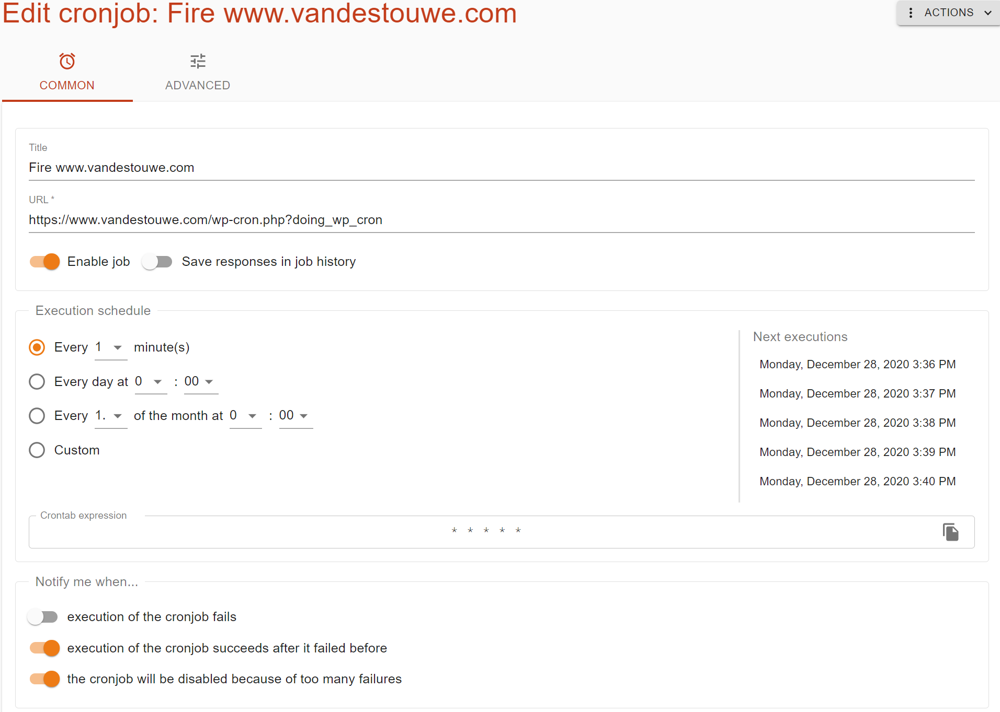 Edit cronjob: Fire www.vandestouwe.com
ACTIONS
COMMON
ADVANCED
Title
Fire www.vandestouwe.com
URL *
https://www.vandestouwe.com/wp-cron.php?doing_wp_cron
Enable job Save responses in job history
Execution schedule
Every 1 minute(s)
Every day at 0 : 00
Every 1. of the month at 0 : 00
Custom
Next executions
Monday, December 28, 2020 3:36 PM
Monday, December 28, 2020 3:37 PM
Monday, December 28, 2020 3:38 PM
Monday, December 28, 2020 3:39 PM
Monday, December 28, 2020 3:40 PM
Crontab expression
* * * * *
Notify me when...
execution of the cronjob fails
execution of the cronjob succeeds after it failed before
the cronjob will be disabled because of too many failures